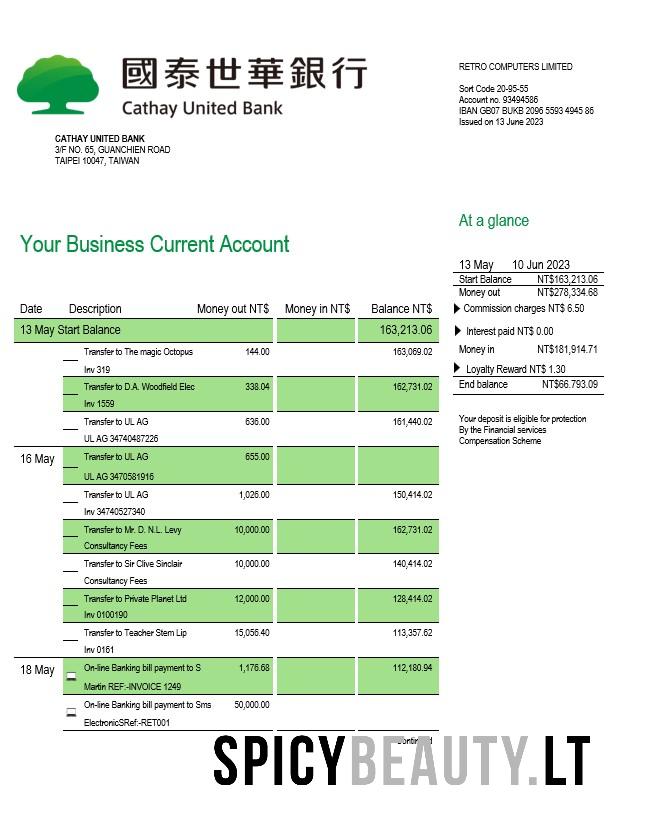 國泰世華銀行
Cathay United Bank
CATHAY UNITED BANK
3/F NO. 65, GUANCHIEN ROAD
TAIPEI 10047, TAIWAN
RETRO COMPUTERS LIMITED
Sort Code 20-95-55
Account no. 93494586
IBAN GB07 BUKB 2096 5593 4945 86
Issued on 13 June 2023
At a glance
13 May 10 Jun 2023
Start Balance NT$163,213.06
Money out NT$278,334.68
Commission charges NT$ 6.50
Interest paid NT$ 0.00
Money in NT$181,914.71
Loyalty Reward NT$ 1.30
End balance NT$66.793.09
Your deposit is eligible for protection
By the Financial services
Compensation Scheme
Your Business Current Account
Date Description Money out NT$ Money in NT$ Balance NT$
13 May Start Balance 163,213.06
Transfer to The magic Octopus 144.00 163,069.02
Inv 319
Transfer to D.A. Woodfield Elec 338.04 162,731.02
Inv 1559
Transfer to UL AG 636.00 161,440.02
UL AG 34740487226
16 May Transfer to UL AG 655.00
UL AG 3470581916
Transfer to UL AG 1,026.00 150,414.02
Inv 34740527340
Transfer to Mr. D. N.L. Levy 10,000.00 162,731.02
Consultancy Fees
Transfer to Sir Clive Sinclair 10,000.00 140,414.02
Consultancy Fees
Transfer to Private Planet Ltd 12,000.00 128,414.02
Inv 0100190
Transfer to Teacher Stem Lip 15,056.40 113,357.62
Inv 0161
18 May On-line Banking bill payment to S 1,176.68 112,180.94
Martin REF:-INVOICE 1249
On-line Banking bill payment to Sms 50,000.00
ElectronicSRef:-RET001
SPICYBEAUTY.LT